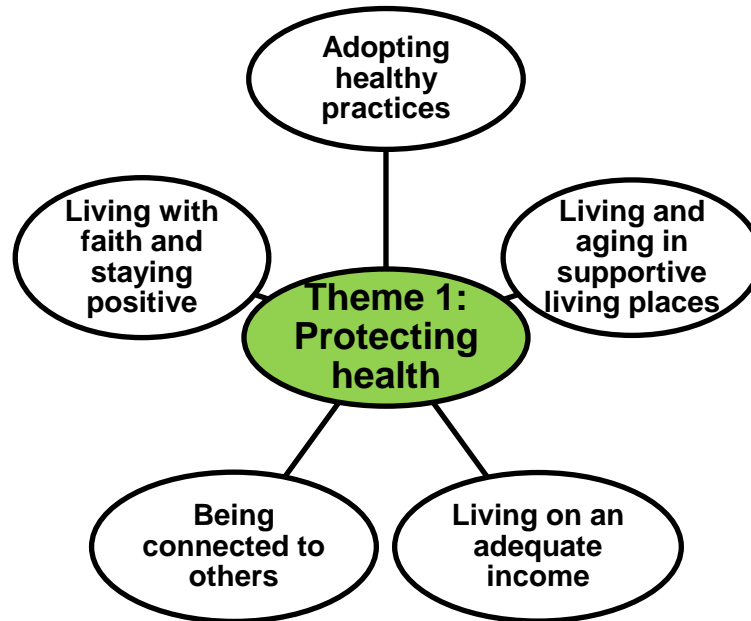 Adopting
healthy
practices
Living with
faith and
staying
positive
Living and
aging in
supportive
living places
Theme 1:
Protecting
health
Being
connected to
others
Living on an
adequate
income